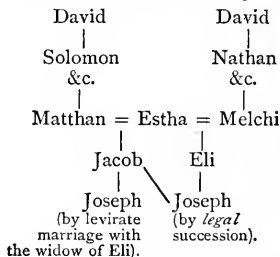 David David
Solomon Nathan
&c. &c.
Matthan = Estha = Melchi
Jacob Eli
Joseph Joseph
(by levirate (by legal
marriage with succession).
the widow of Eli).